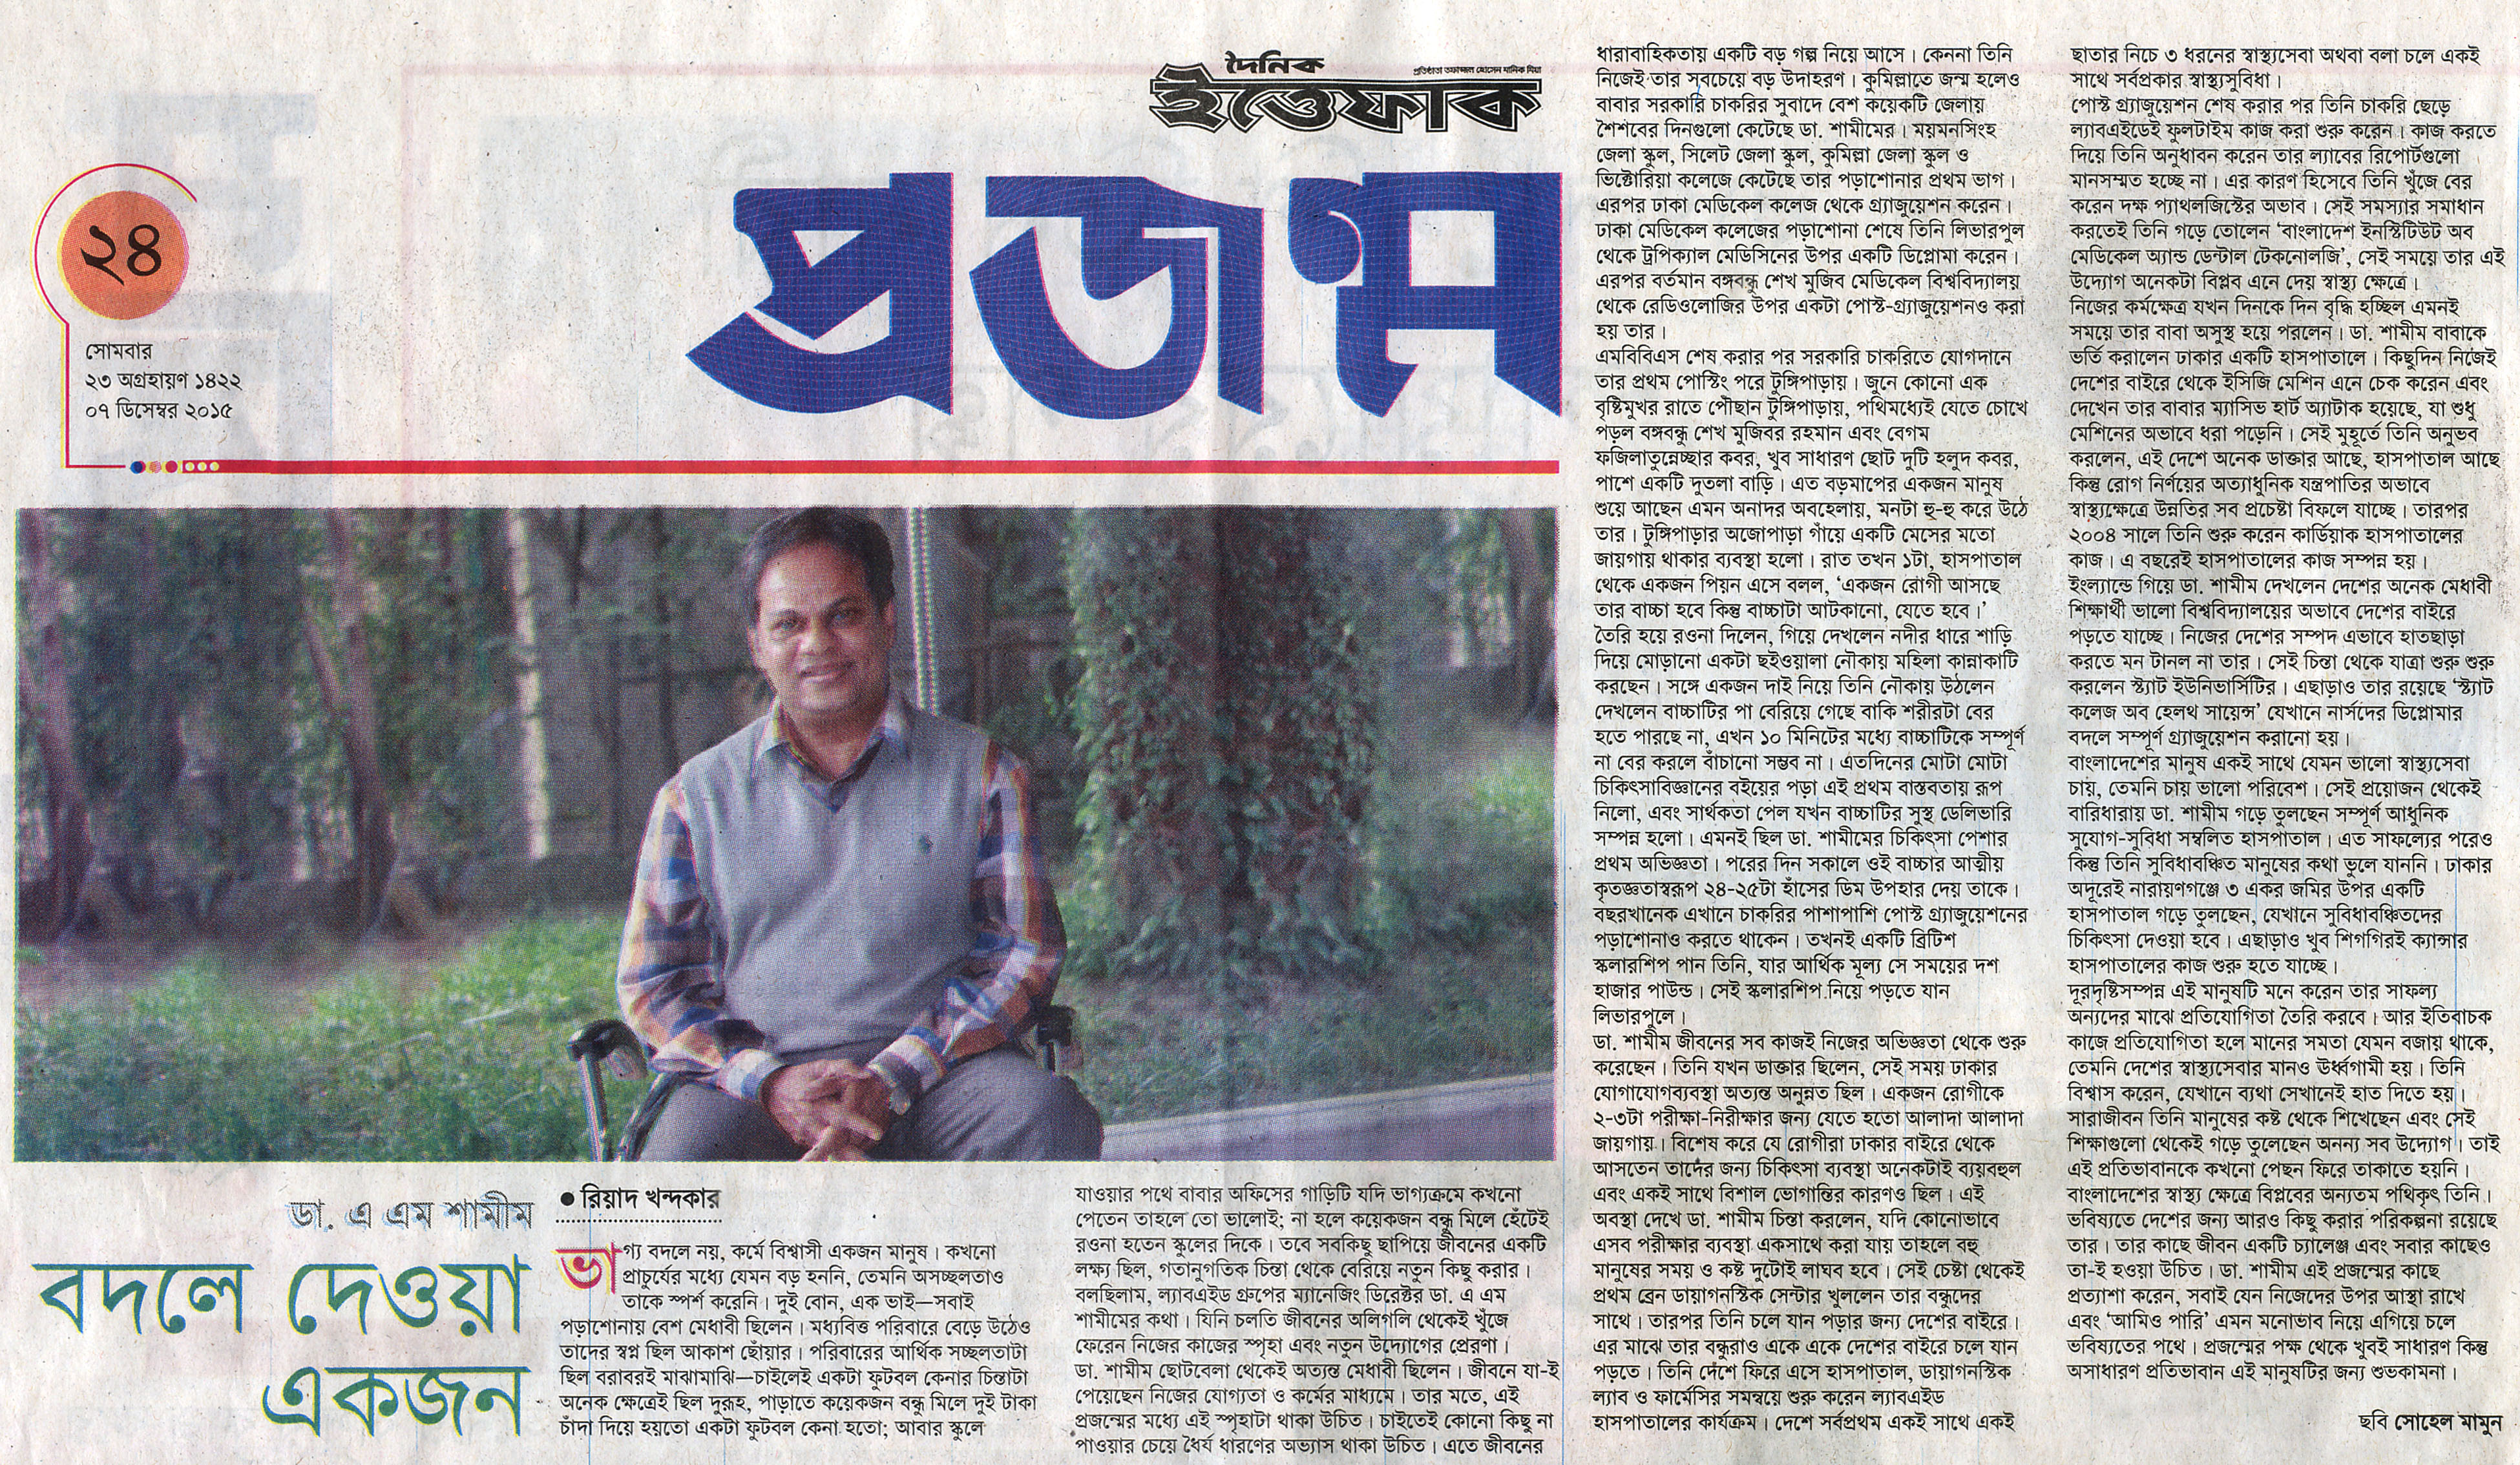 দৈনিক
প্রতিষ্ঠাতা তফাজ্জল হোসেন মানিক মিয়া
ইত্তেফাক
প্রজন্ম
২৪
সোমবার
২৩ অগ্রহায়ণ ১৪২২
০৭ ডিসেম্বর ২০১৫
ডা. এ এম শামীম
বদলে দেওয়া
একজন
● রিয়াদ খন্দকার
ভাগ্য বদলে নয়, কর্মে বিশ্বাসী একজন মানুষ। কখনো
প্রাচুর্যের মধ্যে যেমন বড় হননি, তেমনি অসচ্ছলতাও
তাকে স্পর্শ করেনি। দুই বোন, এক ভাই—সবাই
পড়াশোনায় বেশ মেধাবী ছিলেন। মধ্যবিত্ত পরিবারে বেড়ে উঠেও
তাদের স্বপ্ন ছিল আকাশ ছোঁয়ার। পরিবারের আর্থিক সচ্ছলতাটা
ছিল বরাবরই মাঝামাঝি—চাইলেই একটা ফুটবল কেনার চিন্তাটা
অনেক ক্ষেত্রেই ছিল দুরূহ, পাড়াতে কয়েকজন বন্ধু মিলে দুই টাকা
চাঁদা দিয়ে হয়তো একটা ফুটবল কেনা হতো; আবার স্কুলে
যাওয়ার পথে বাবার অফিসের গাড়িটি যদি ভাগ্যক্রমে কখনো
পেতেন তাহলে তো ভালোই; না হলে কয়েকজন বন্ধু মিলে হেঁটেই
রওনা হতেন স্কুলের দিকে। তবে সবকিছু ছাপিয়ে জীবনের একটি
লক্ষ্য ছিল, গতানুগতিক চিন্তা থেকে বেরিয়ে নতুন কিছু করার।
বলছিলাম, ল্যাবএইড গ্রুপের ম্যানেজিং ডিরেক্টর ডা. এ এম
শামীমের কথা। যিনি চলতি জীবনের অলিগলি থেকেই খুঁজে
ফেরেন নিজের কাজের স্পৃহা এবং নতুন উদ্যোগের প্রেরণা।
ডা. শামীম ছোটবেলা থেকেই অত্যন্ত মেধাবী ছিলেন। জীবনে যা-ই
পেয়েছেন নিজের যোগ্যতা ও কর্মের মাধ্যমে। তার মতে, এই
প্রজন্মের মধ্যে এই স্পৃহাটা থাকা উচিত। চাইতেই কোনো কিছু না
পাওয়ার চেয়ে ধৈর্য ধারণের অভ্যাস থাকা উচিত। এতে জীবনের
ধারাবাহিকতায় একটি বড় গল্প নিয়ে আসে। কেননা তিনি
নিজেই তার সবচেয়ে বড় উদাহরণ। কুমিল্লাতে জন্ম হলেও
বাবার সরকারি চাকরির সুবাদে বেশ কয়েকটি জেলায়
শৈশবের দিনগুলো কেটেছে ডা. শামীমের। ময়মনসিংহ
জেলা স্কুল, সিলেট জেলা স্কুল, কুমিল্লা জেলা স্কুল ও
ভিক্টোরিয়া কলেজে কেটেছে তার পড়াশোনার প্রথম ভাগ।
এরপর ঢাকা মেডিকেল কলেজ থেকে গ্র্যাজুয়েশন করেন।
ঢাকা মেডিকেল কলেজের পড়াশোনা শেষে তিনি লিভারপুল
থেকে ট্রপিক্যাল মেডিসিনের উপর একটি ডিপ্লোমা করেন।
এরপর বর্তমান বঙ্গবন্ধু শেখ মুজিব মেডিকেল বিশ্ববিদ্যালয়
থেকে রেডিওলোজির উপর একটা পোস্ট-গ্র্যাজুয়েশনও করা
হয় তার।
এমবিবিএস শেষ করার পর সরকারি চাকরিতে যোগদানে
তার প্রথম পোস্টিং পরে টুঙ্গিপাড়ায়। জুনে কোনো এক
বৃষ্টিমুখর রাতে পৌঁছান টুঙ্গিপাড়ায়, পথিমধ্যেই যেতে চোখে
পড়ল বঙ্গবন্ধু শেখ মুজিবর রহমান এবং বেগম
ফজিলাতুন্নেচ্ছার কবর, খুব সাধারণ ছোট দুটি হলুদ কবর,
পাশে একটি দুতলা বাড়ি। এত বড়মাপের একজন মানুষ
শুয়ে আছেন এমন অনাদর অবহেলায়, মনটা হু-হু করে উঠে
তার। টুঙ্গিপাড়ার অজোপাড়া গাঁয়ে একটি মেসের মতো
জায়গায় থাকার ব্যবস্থা হলো। রাত তখন ১টা, হাসপাতাল
থেকে একজন পিয়ন এসে বলল, ‘একজন রোগী আসছে
তার বাচ্চা হবে কিন্তু বাচ্চাটা আটকানো, যেতে হবে।’
তৈরি হয়ে রওনা দিলেন, গিয়ে দেখলেন নদীর ধারে শাড়ি
দিয়ে মোড়ানো একটা ছইওয়ালা নৌকায় মহিলা কান্নাকাটি
করছেন। সঙ্গে একজন দাই নিয়ে তিনি নৌকায় উঠলেন
দেখলেন বাচ্চাটির পা বেরিয়ে গেছে বাকি শরীরটা বের
হতে পারছে না, এখন ১০ মিনিটের মধ্যে বাচ্চাটিকে সম্পূর্ণ
না বের করলে বাঁচানো সম্ভব না। এতদিনের মোটা মোটা
চিকিৎসাবিজ্ঞানের বইয়ের পড়া এই প্রথম বাস্তবতায় রূপ
নিলো, এবং সার্থকতা পেল যখন বাচ্চাটির সুস্থ ডেলিভারি
সম্পন্ন হলো। এমনই ছিল ডা. শামীমের চিকিৎসা পেশার
প্রথম অভিজ্ঞতা। পরের দিন সকালে ওই বাচ্চার আত্মীয়
কৃতজ্ঞতাস্বরূপ ২৪-২৫টা হাঁসের ডিম উপহার দেয় তাকে।
বছরখানেক এখানে চাকরির পাশাপাশি পোস্ট গ্র্যাজুয়েশনের
পড়াশোনাও করতে থাকেন। তখনই একটি ব্রিটিশ
স্কলারশিপ পান তিনি, যার আর্থিক মূল্য সে সময়ের দশ
হাজার পাউন্ড। সেই স্কলারশিপ নিয়ে পড়তে যান
লিভারপুলে।
ডা. শামীম জীবনের সব কাজই নিজের অভিজ্ঞতা থেকে শুরু
করেছেন। তিনি যখন ডাক্তার ছিলেন, সেই সময় ঢাকার
যোগাযোগব্যবস্থা অত্যন্ত অনুন্নত ছিল। একজন রোগীকে
২-৩টা পরীক্ষা-নিরীক্ষার জন্য যেতে হতো আলাদা আলাদা
জায়গায়। বিশেষ করে যে রোগীরা ঢাকার বাইরে থেকে
আসতেন তাদের জন্য চিকিৎসা ব্যবস্থা অনেকটাই ব্যয়বহুল
এবং একই সাথে বিশাল ভোগান্তির কারণও ছিল। এই
অবস্থা দেখে ডা. শামীম চিন্তা করলেন, যদি কোনোভাবে
এসব পরীক্ষার ব্যবস্থা একসাথে করা যায় তাহলে বহু
মানুষের সময় ও কষ্ট দুটোই লাঘব হবে। সেই চেষ্টা থেকেই
প্রথম ব্রেন ডায়াগনস্টিক সেন্টার খুললেন তার বন্ধুদের
সাথে। তারপর তিনি চলে যান পড়ার জন্য দেশের বাইরে।
এর মাঝে তার বন্ধুরাও একে একে দেশের বাইরে চলে যান
পড়তে। তিনি দেশে ফিরে এসে হাসপাতাল, ডায়াগনস্টিক
ল্যাব ও ফার্মেসির সমন্বয়ে শুরু করেন ল্যাবএইড
হাসপাতালের কার্যক্রম। দেশে সর্বপ্রথম একই সাথে একই
ছাতার নিচে ৩ ধরনের স্বাস্থ্যসেবা অথবা বলা চলে একই
সাথে সর্বপ্রকার স্বাস্থ্যসুবিধা।
পোস্ট গ্র্যাজুয়েশন শেষ করার পর তিনি চাকরি ছেড়ে
ল্যাবএইডেই ফুলটাইম কাজ করা শুরু করেন। কাজ করতে
দিয়ে তিনি অনুধাবন করেন তার ল্যাবের রিপোর্টগুলো
মানসম্মত হচ্ছে না। এর কারণ হিসেবে তিনি খুঁজে বের
করেন দক্ষ প্যাথলজিস্টের অভাব। সেই সমস্যার সমাধান
করতেই তিনি গড়ে তোলেন ‘বাংলাদেশ ইনস্টিটিউট অব
মেডিকেল অ্যান্ড ডেন্টাল টেকনোলজি’, সেই সময়ে তার এই
উদ্যোগ অনেকটা বিপ্লব এনে দেয় স্বাস্থ্য ক্ষেত্রে।
নিজের কর্মক্ষেত্র যখন দিনকে দিন বৃদ্ধি হচ্ছিল এমনই
সময়ে তার বাবা অসুস্থ হয়ে পরলেন। ডা. শামীম বাবাকে
ভর্তি করালেন ঢাকার একটি হাসপাতালে। কিছুদিন নিজেই
দেশের বাইরে থেকে ইসিজি মেশিন এনে চেক করেন এবং
দেখেন তার বাবার ম্যাসিভ হার্ট অ্যাটাক হয়েছে, যা শুধু
মেশিনের অভাবে ধরা পড়েনি। সেই মুহূর্তে তিনি অনুভব
করলেন, এই দেশে অনেক ডাক্তার আছে, হাসপাতাল আছে
কিন্তু রোগ নির্ণয়ের অত্যাধুনিক যন্ত্রপাতির অভাবে
স্বাস্থ্যক্ষেত্রে উন্নতির সব প্রচেষ্টা বিফলে যাচ্ছে। তারপর
২০০৪ সালে তিনি শুরু করেন কার্ডিয়াক হাসপাতালের
কাজ। এ বছরেই হাসপাতালের কাজ সম্পন্ন হয়।
ইংল্যান্ডে গিয়ে ডা. শামীম দেখলেন দেশের অনেক মেধাবী
শিক্ষার্থী ভালো বিশ্ববিদ্যালয়ের অভাবে দেশের বাইরে
পড়তে যাচ্ছে। নিজের দেশের সম্পদ এভাবে হাতছাড়া
করতে মন টানল না তার। সেই চিন্তা থেকে যাত্রা শুরু শুরু
করলেন স্ট্যাট ইউনিভার্সিটির। এছাড়াও তার রয়েছে ‘স্ট্যাট
কলেজ অব হেলথ সায়েন্স’ যেখানে নার্সদের ডিপ্লোমার
বদলে সম্পূর্ণ গ্র্যাজুয়েশন করানো হয়।
বাংলাদেশের মানুষ একই সাথে যেমন ভালো স্বাস্থ্যসেবা
চায়, তেমনি চায় ভালো পরিবেশ। সেই প্রয়োজন থেকেই
বারিধারায় ডা. শামীম গড়ে তুলছেন সম্পূর্ণ আধুনিক
সুযোগ-সুবিধা সম্বলিত হাসপাতাল। এত সাফল্যের পরেও
কিন্তু তিনি সুবিধাবঞ্চিত মানুষের কথা ভুলে যাননি। ঢাকার
অদূরেই নারায়ণগঞ্জে ৩ একর জমির উপর একটি
হাসপাতাল গড়ে তুলছেন, যেখানে সুবিধাবঞ্চিতদের
চিকিৎসা দেওয়া হবে। এছাড়াও খুব শিগগিরই ক্যান্সার
হাসপাতালের কাজ শুরু হতে যাচ্ছে।
দূরদৃষ্টিসম্পন্ন এই মানুষটি মনে করেন তার সাফল্য
অন্যদের মাঝে প্রতিযোগিতা তৈরি করবে। আর ইতিবাচক
কাজে প্রতিযোগিতা হলে মানের সমতা যেমন বজায় থাকে,
তেমনি দেশের স্বাস্থ্যসেবার মানও ঊর্ধ্বগামী হয়। তিনি
বিশ্বাস করেন, যেখানে ব্যথা সেখানেই হাত দিতে হয়।
সারাজীবন তিনি মানুষের কষ্ট থেকে শিখেছেন এবং সেই
শিক্ষাগুলো থেকেই গড়ে তুলেছেন অনন্য সব উদ্যোগ। তাই
এই প্রতিভাবানকে কখনো পেছন ফিরে তাকাতে হয়নি।
বাংলাদেশের স্বাস্থ্য ক্ষেত্রে বিপ্লবের অন্যতম পথিকৃৎ তিনি।
ভবিষ্যতে দেশের জন্য আরও কিছু করার পরিকল্পনা রয়েছে
তার। তার কাছে জীবন একটি চ্যালেঞ্জ এবং সবার কাছেও
তা-ই হওয়া উচিত। ডা. শামীম এই প্রজন্মের কাছে
প্রত্যাশা করেন, সবাই যেন নিজেদের উপর আস্থা রাখে
এবং ‘আমিও পারি’ এমন মনোভাব নিয়ে এগিয়ে চলে
ভবিষ্যতের পথে। প্রজন্মের পক্ষ থেকে খুবই সাধারণ কিন্তু
অসাধারণ প্রতিভাবান এই মানুষটির জন্য শুভকামনা।
ছবি সোহেল মামুন